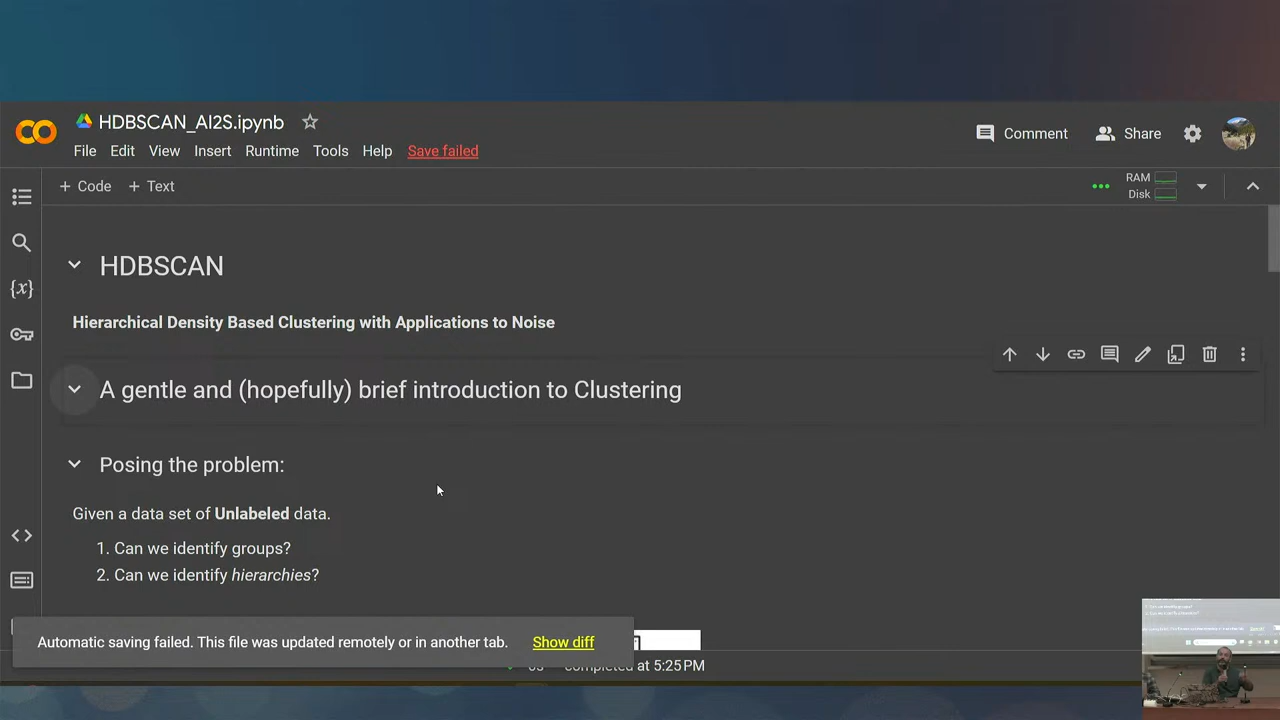 HDBSCAN_AI2S.ipynb
Comment
Share
File Edit View Insert Runtime Tools Help Save failed
+ Code + Text
RAM
Disk
HDBSCAN
Hierarchical Density Based Clustering with Applications to Noise
A gentle and (hopefully) brief introduction to Clustering
Posing the problem:
Given a data set of Unlabeled data.
1. Can we identify groups?
2. Can we identify hierarchies?
Automatic saving failed. This file was updated remotely or in another tab. Show diff
completed at 5:25 PM